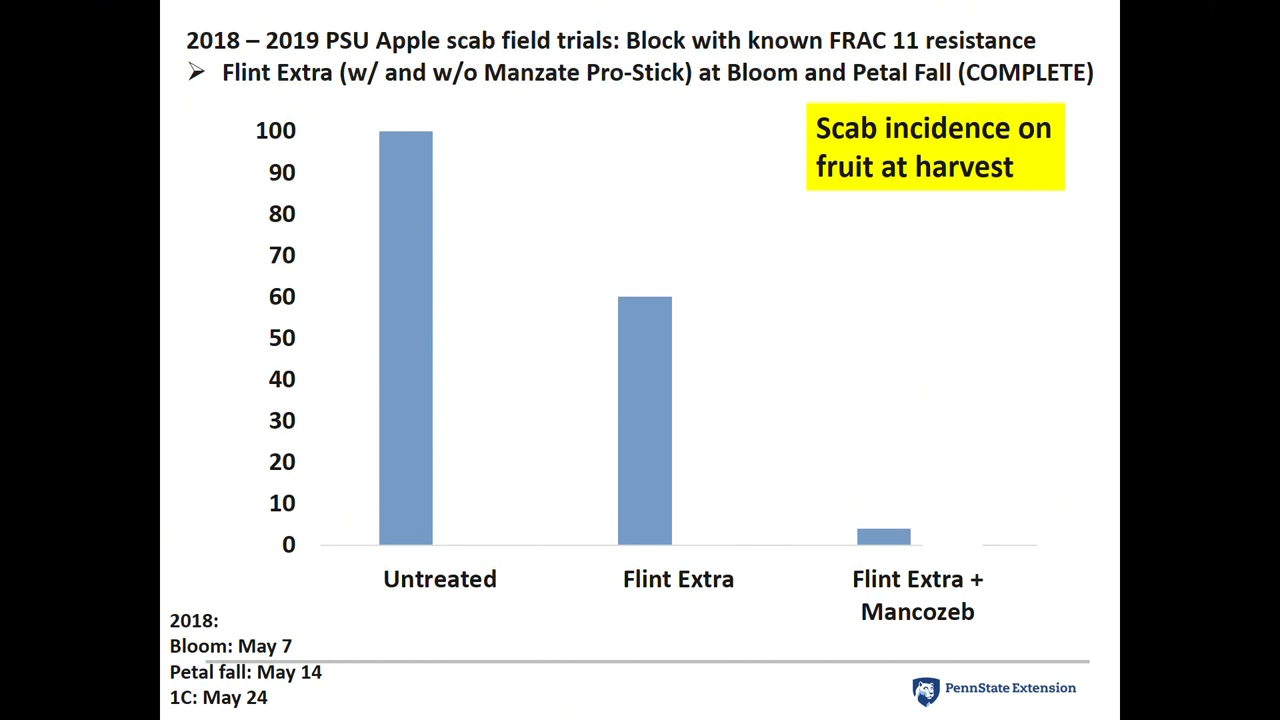 2018 – 2019 PSU Apple scab field trials: Block with known FRAC 11 resistance
➢ Flint Extra (w/ and w/o Manzate Pro-Stick) at Bloom and Petal Fall (COMPLETE)
Scab incidence on
fruit at harvest
100
90
80
70
60
50
40
30
20
10
0
Untreated
Flint Extra
Flint Extra +
Mancozeb
2018:
Bloom: May 7
Petal fall: May 14
1C: May 24
PennState Extension